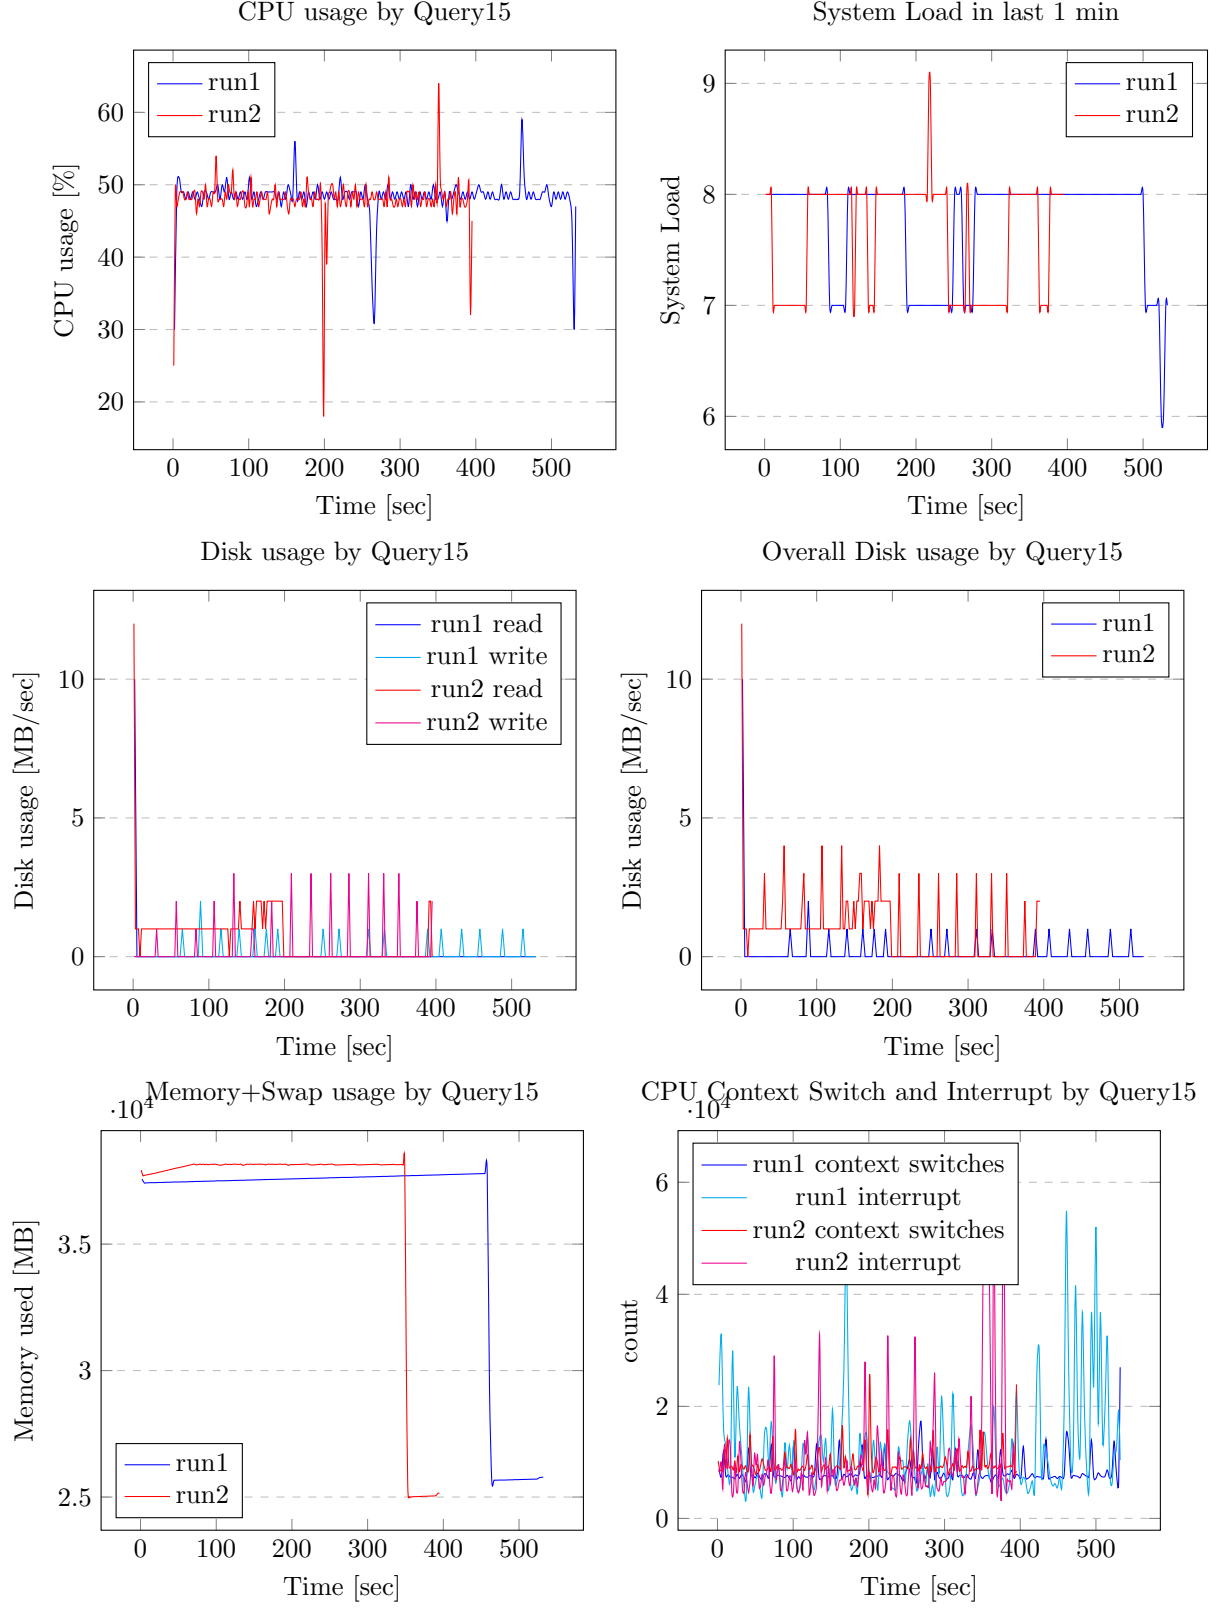 CPU usage by Query15
run1
run2
60
50
40
30
20
CPU usage [%]
0 100 200 300 400 500
Time [sec]
System Load in last 1 min
run1
run2
9
8
7
6
System Load
0 100 200 300 400 500
Time [sec]
Disk usage by Query15
run1 read
run1 write
run2 read
run2 write
10
5
0
Disk usage [MB/sec]
0 100 200 300 400 500
Time [sec]
Overall Disk usage by Query15
run1
run2
10
5
0
Disk usage [MB/sec]
0 100 200 300 400 500
Time [sec]
Memory+Swap usage by Query15
·10⁴
3.5
3
2.5
Memory used [MB]
run1
run2
0 100 200 300 400 500
Time [sec]
CPU Context Switch and Interrupt by Query15
·10⁴
run1 context switches
run1 interrupt
run2 context switches
run2 interrupt
6
4
2
0
count
0 100 200 300 400 500
Time [sec]